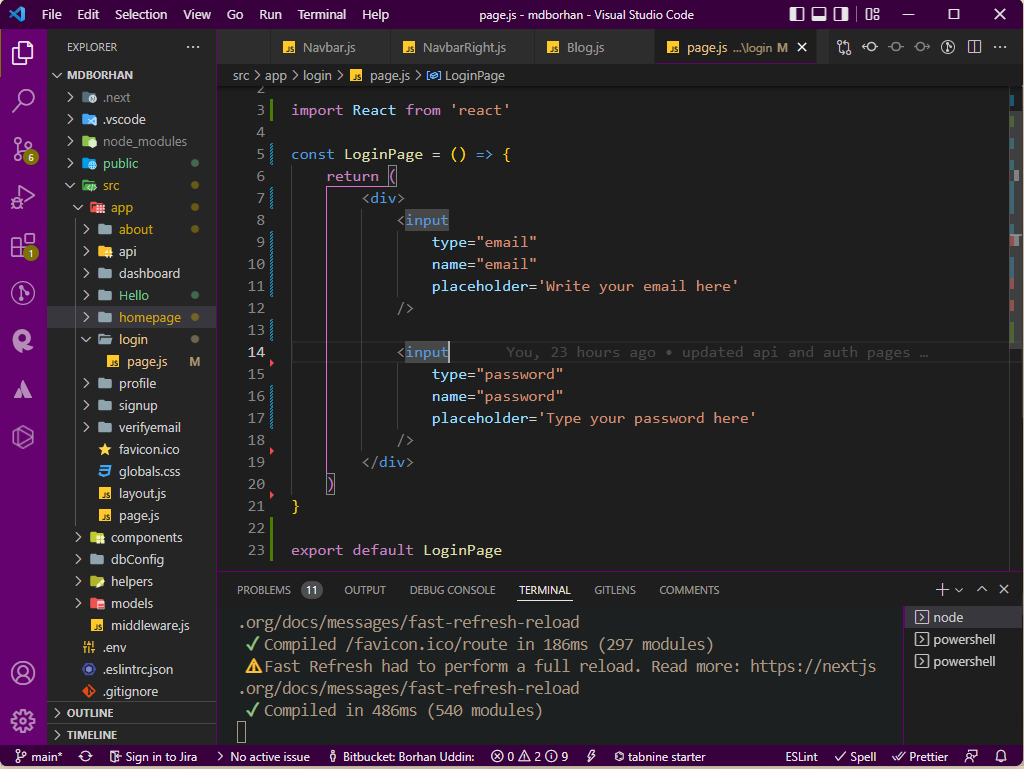 File Edit Selection View Go Run Terminal Help page.js - mdborhan - Visual Studio Code
EXPLORER ... Navbar.js NavbarRight.js Blog.js page.js ...\login M
src > app > login > page.js > LoginPage
MDBORHAN
.next
.vscode
node_modules
public
src
app
about
api
dashboard
Hello
homepage
login
page.js M
profile
signup
verifyemail
favicon.ico
globals.css
layout.js
page.js
components
dbConfig
helpers
models
middleware.js
.env
.eslintrc.json
.gitignore
OUTLINE
TIMELINE
6
1
2
3 import React from 'react'
4
5 const LoginPage = () => {
6 return (
7 <div>
8 <input
9 type="email"
10 name="email"
11 placeholder='Write your email here'
12 />
13
14 <input You, 23 hours ago • updated api and auth pages …
15 type="password"
16 name="password"
17 placeholder='Type your password here'
18 />
19 </div>
20 )
21 }
22
23 export default LoginPage
PROBLEMS 11 OUTPUT DEBUG CONSOLE TERMINAL GITLENS COMMENTS
.org/docs/messages/fast-refresh-reload
✓ Compiled /favicon.ico/route in 186ms (297 modules)
⚠ Fast Refresh had to perform a full reload. Read more: https://nextjs
.org/docs/messages/fast-refresh-reload
✓ Compiled in 486ms (540 modules)
node
powershell
powershell
main* Sign in to Jira No active issue Bitbucket: Borhan Uddin: 0 2 9 tabnine starter ESLint Spell Prettier